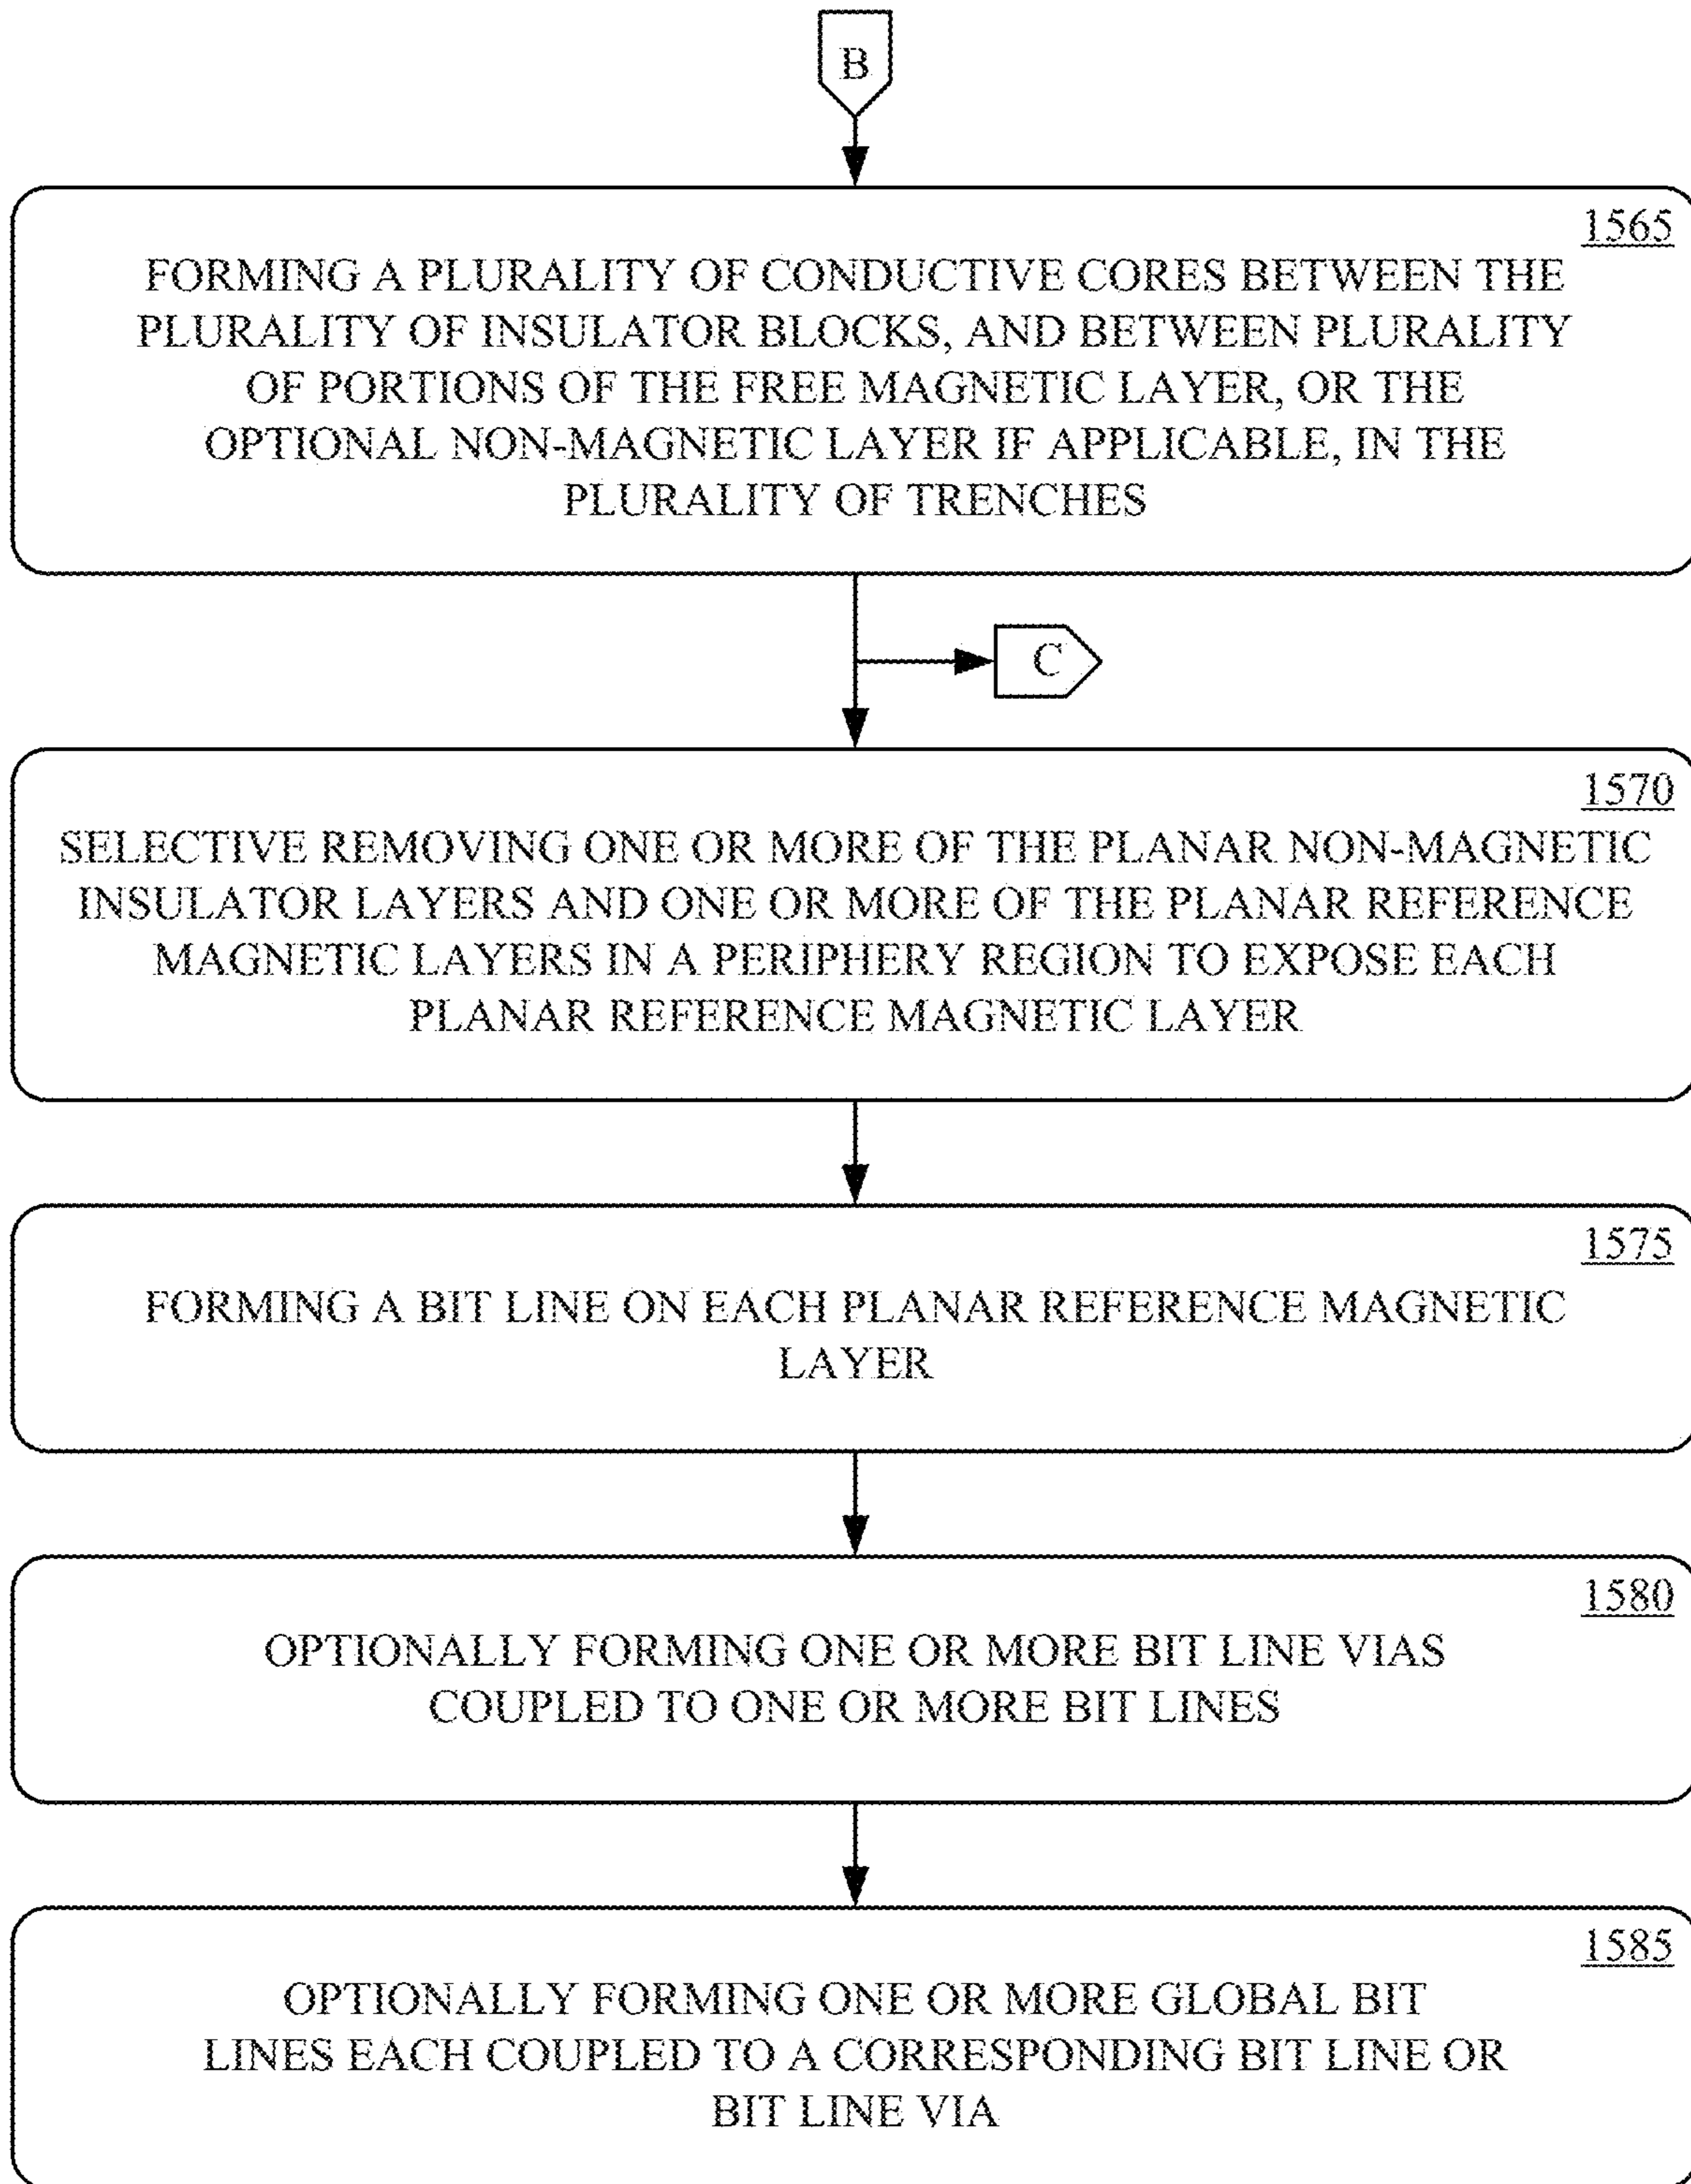 B
1565
FORMING A PLURALITY OF CONDUCTIVE CORES BETWEEN THE
PLURALITY OF INSULATOR BLOCKS, AND BETWEEN PLURALITY
OF PORTIONS OF THE FREE MAGNETIC LAYER, OR THE
OPTIONAL NON-MAGNETIC LAYER IF APPLICABLE, IN THE
PLURALITY OF TRENCHES
C
1570
SELECTIVE REMOVING ONE OR MORE OF THE PLANAR NON-MAGNETIC
INSULATOR LAYERS AND ONE OR MORE OF THE PLANAR REFERENCE
MAGNETIC LAYERS IN A PERIPHERY REGION TO EXPOSE EACH
PLANAR REFERENCE MAGNETIC LAYER
1575
FORMING A BIT LINE ON EACH PLANAR REFERENCE MAGNETIC
LAYER
1580
OPTIONALLY FORMING ONE OR MORE BIT LINE VIAS
COUPLED TO ONE OR MORE BIT LINES
1585
OPTIONALLY FORMING ONE OR MORE GLOBAL BIT
LINES EACH COUPLED TO A CORRESPONDING BIT LINE OR
BIT LINE VIA